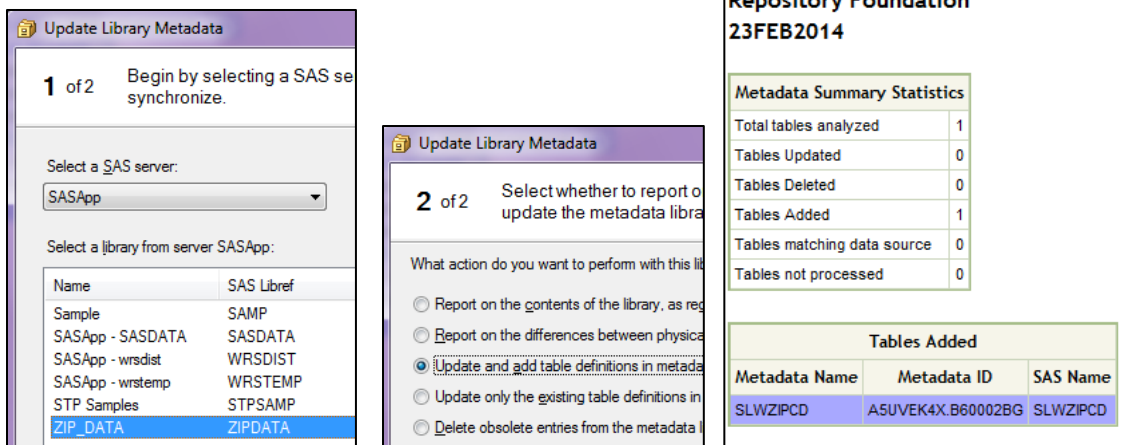 Update Library Metadata
1 of 2 Begin by selecting a SAS se
synchronize.
Select a SAS server:
SASApp
Select a library from server SASApp:
Name SAS Libref
Sample SAMP
SASApp - SASDATA SASDATA
SASApp - wrsdist WRSDIST
SASApp - wrstemp WRSTEMP
STP Samples STPSAMP
ZIP_DATA ZIPDATA
Update Library Metadata
2 of 2 Select whether to report o
update the metadata libra
What action do you want to perform with this lib
Report on the contents of the library, as reg
Report on the differences between physica
Update and add table definitions in metada
Update only the existing table definitions in
Delete obsolete entries from the metadata l
Repository Foundation
23FEB2014
Metadata Summary Statistics
Total tables analyzed 1
Tables Updated 0
Tables Deleted 0
Tables Added 1
Tables matching data source 0
Tables not processed 0
Tables Added
Metadata Name Metadata ID SAS Name
SLWZIPCD A5UVEK4X.B60002BG SLWZIPCD